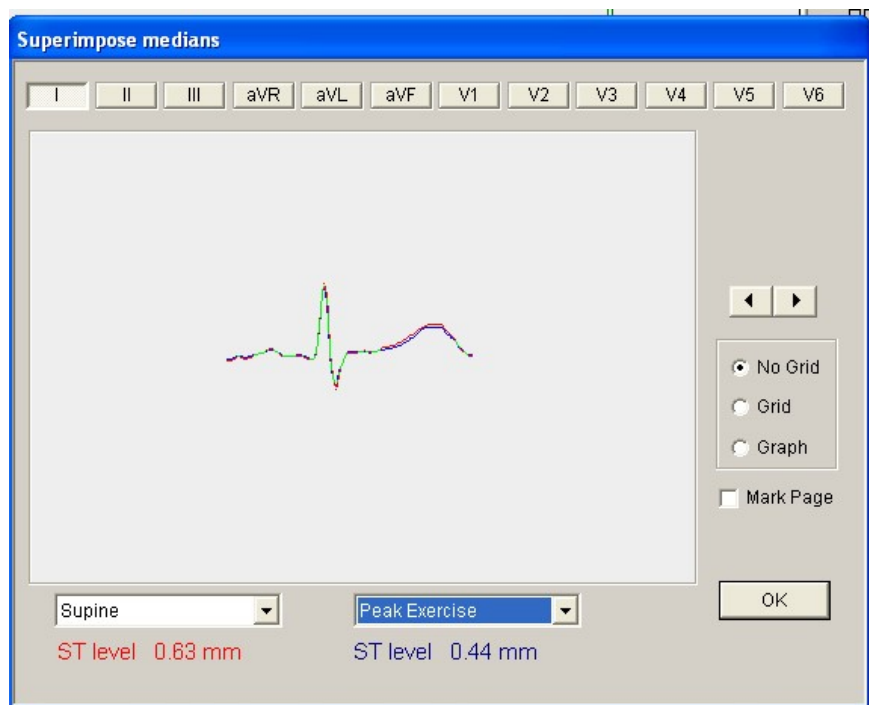 Superimpose medians
I II III aVR aVL aVF V1 V2 V3 V4 V5 V6
No Grid
Grid
Graph
Mark Page
Supine Peak Exercise OK
ST level 0.63 mm ST level 0.44 mm